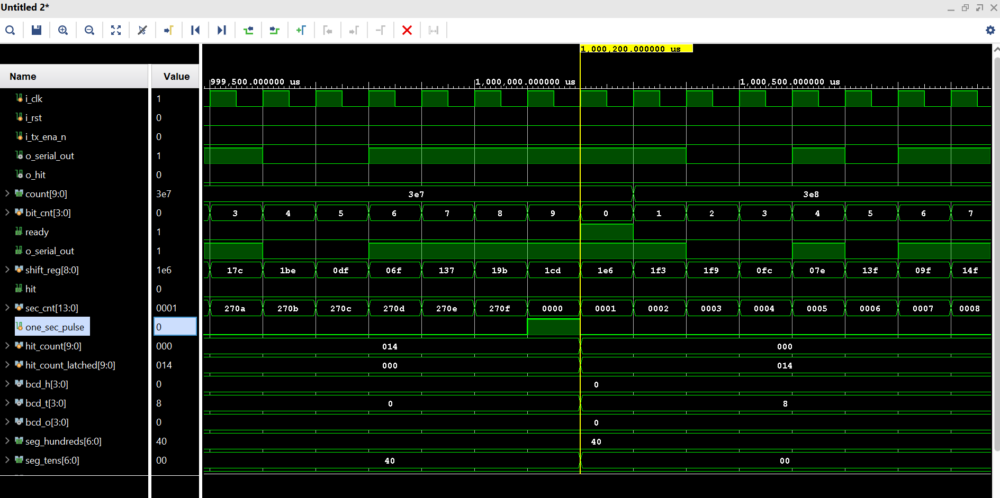 Untitled 2*
1,000,200.000000 us
Name Value
999,500.000000 us 1,000,000.000000 us 1,000,500.000000 us
i_clk 1
i_rst 0
i_tx_ena_n 0
o_serial_out 1
o_hit 0
count[9:0] 3e7 3e7 3e8
bit_cnt[3:0] 0 3 4 5 6 7 8 9 0 1 2 3 4 5 6 7
ready 1
o_serial_out 1
shift_reg[8:0] 1e6 17c 1be 0df 06f 137 19b 1cd 1e6 1f3 1f9 0fc 07e 13f 09f 14f
hit 0
sec_cnt[13:0] 0001 270a 270b 270c 270d 270e 270f 0000 0001 0002 0003 0004 0005 0006 0007 0008
one_sec_pulse 0
hit_count[9:0] 000 014 000
hit_count_latched[9:0] 014 000 014
bcd_h[3:0] 0 0
bcd_t[3:0] 8 0 8
bcd_o[3:0] 0 0
seg_hundreds[6:0] 40 40
seg_tens[6:0] 00 40 00